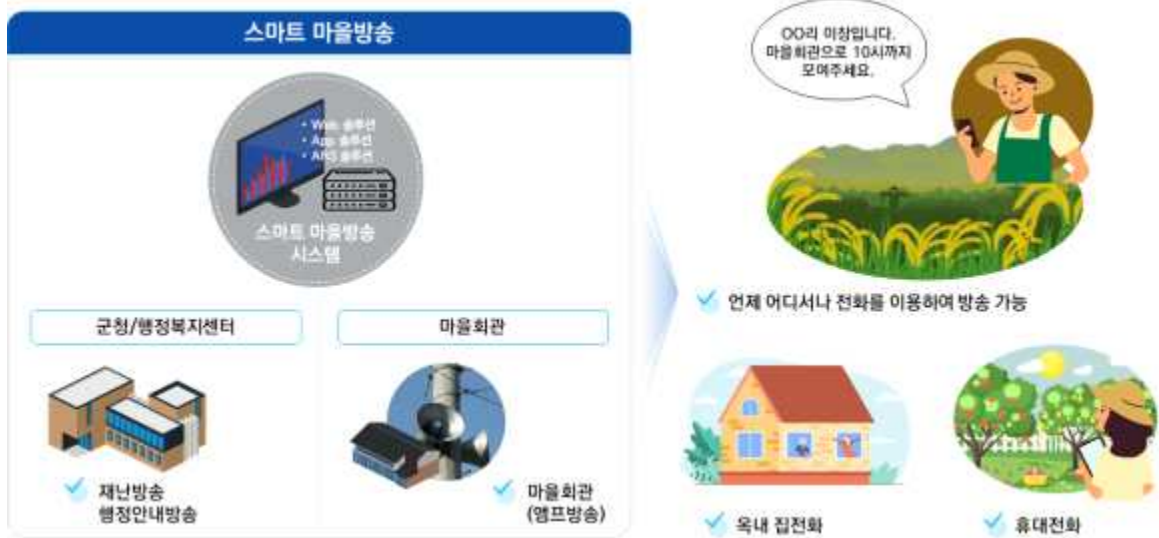 스마트 마을방송
• Web 솔루션
• App 솔루션
• ARS 솔루션
스마트 마을방송
시스템
군청/행정복지센터
마을회관
재난방송
행정안내방송
마을회관
(앰프방송)
OO리 이장입니다.
마을회관으로 10시까지
모여주세요.
언제 어디서나 전화를 이용하여 방송 가능
옥내 집전화
휴대전화